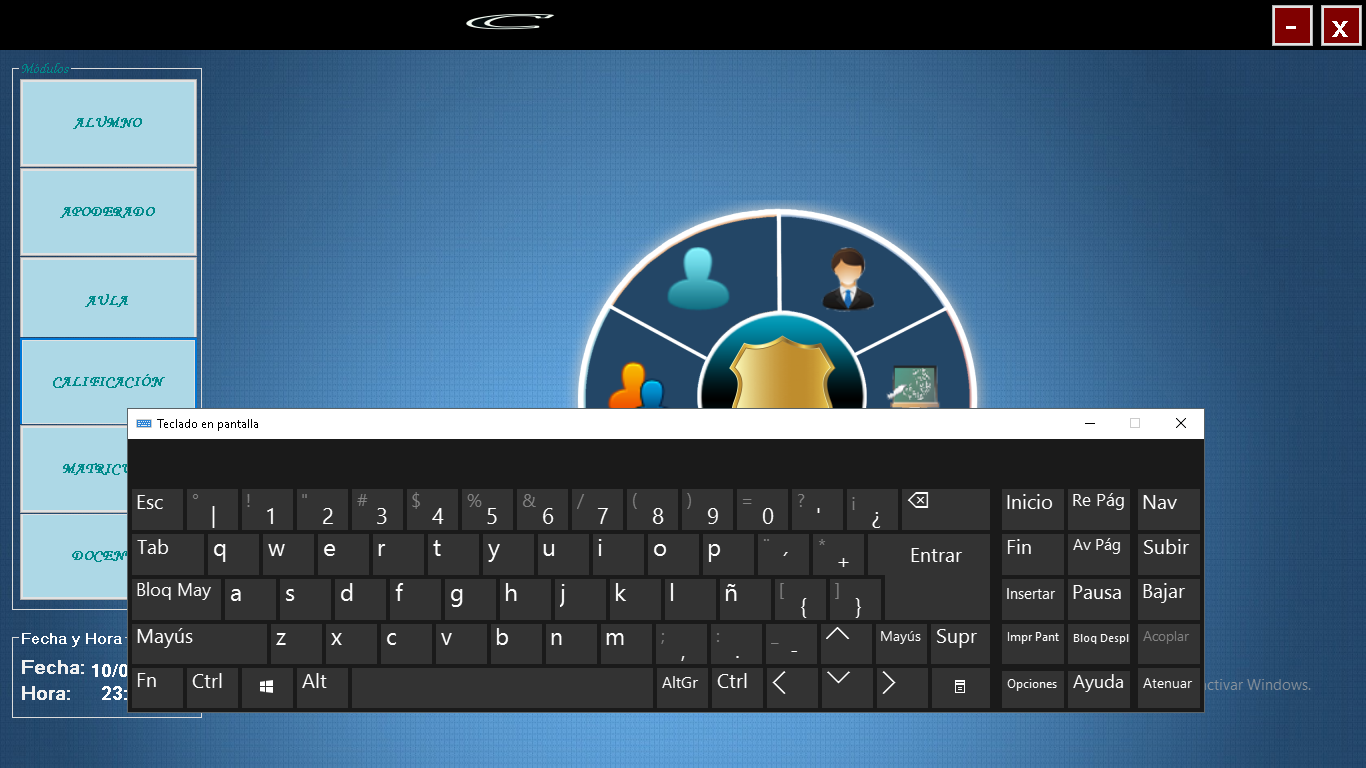 C
- x
Módulos
ALUMNO
APODERADO
AULA
CALIFICACIÓN
MATRICU
DOCEN
Teclado en pantalla
Esc ° | ! 1 " 2 # 3 $ 4 % 5 & 6 / 7 ( 8 ) 9 = 0 ? ' ¡ ¿ Inicio Re Pág Nav
Tab q w e r t y u i o p ¨ ´ * + Entrar Fin Av Pág Subir
Bloq May a s d f g h j k l ñ [ { ] } Insertar Pausa Bajar
Mayús z x c v b n m ; , : . _ - Mayús Supr Impr Pant Bloq Despl Acoplar
Fn Ctrl Alt AltGr Ctrl Opciones Ayuda Atenuar
Fecha y Hora
Fecha: 10/0
Hora: 23:
activar Windows.